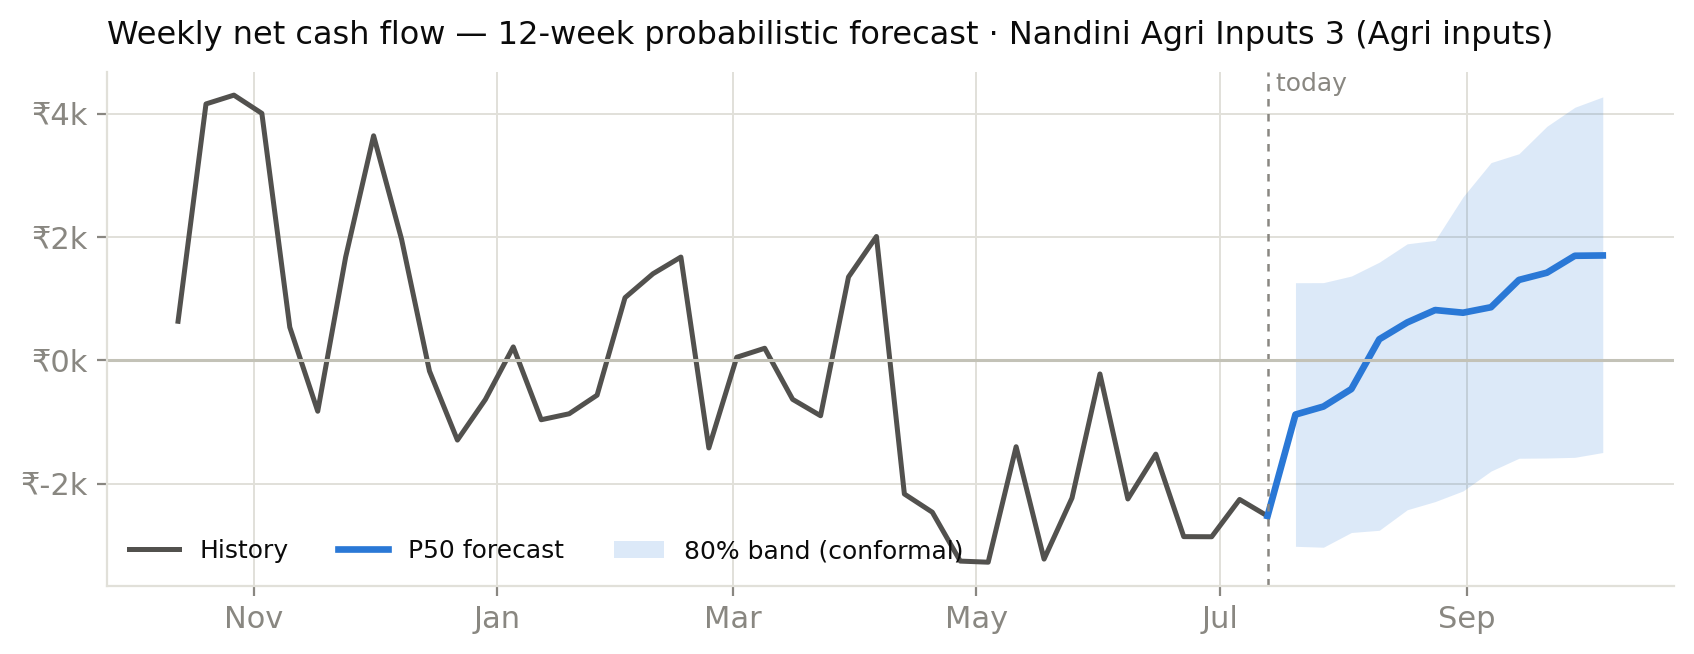 Weekly net cash flow — 12-week probabilistic forecast · Nandini Agri Inputs 3 (Agri inputs)
today
₹4k
₹2k
₹0k
₹-2k
History
P50 forecast
80% band (conformal)
Nov
Jan
Mar
May
Jul
Sep